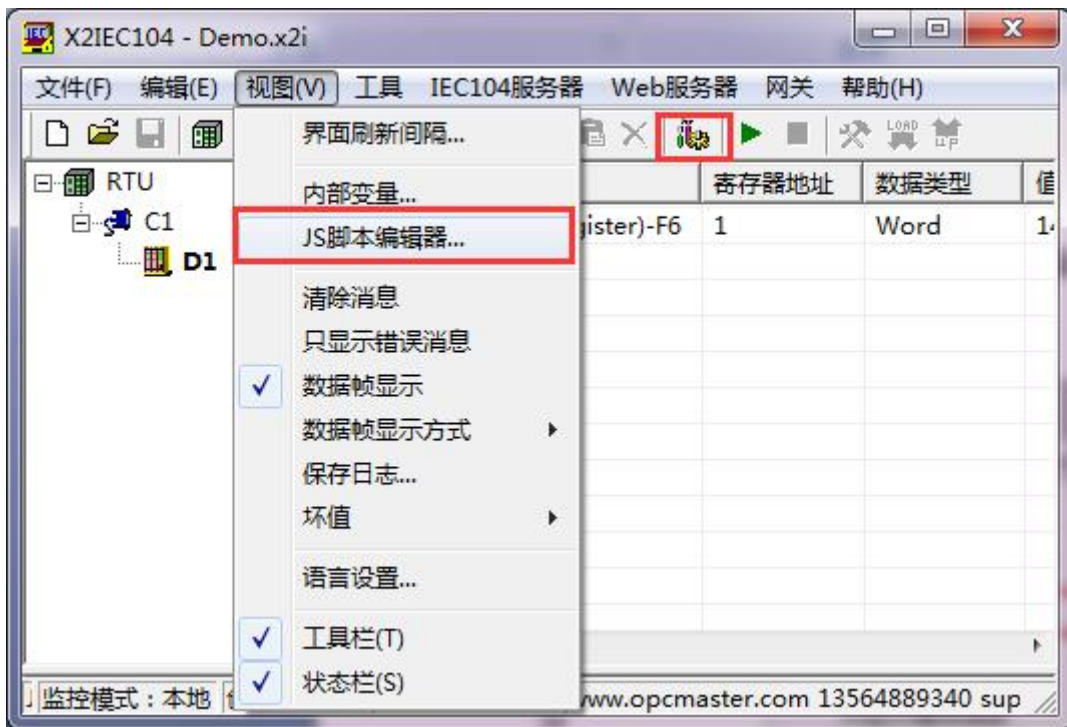 X2IEC104 - Demo.x2i
文件(F) 编辑(E) 视图(V) 工具 IEC104服务器 Web服务器 网关 帮助(H)
LOAD
UP
界面刷新间隔...
RTU
寄存器地址 数据类型 值
内部变量...
C1
JS脚本编辑器...
ister)-F6 1 Word
D1
清除消息
只显示错误消息
数据帧显示
数据帧显示方式
保存日志...
坏值
语言设置...
工具栏(T)
状态栏(S)
监控模式：本地
www.opcmaster.com 13564889340 sup